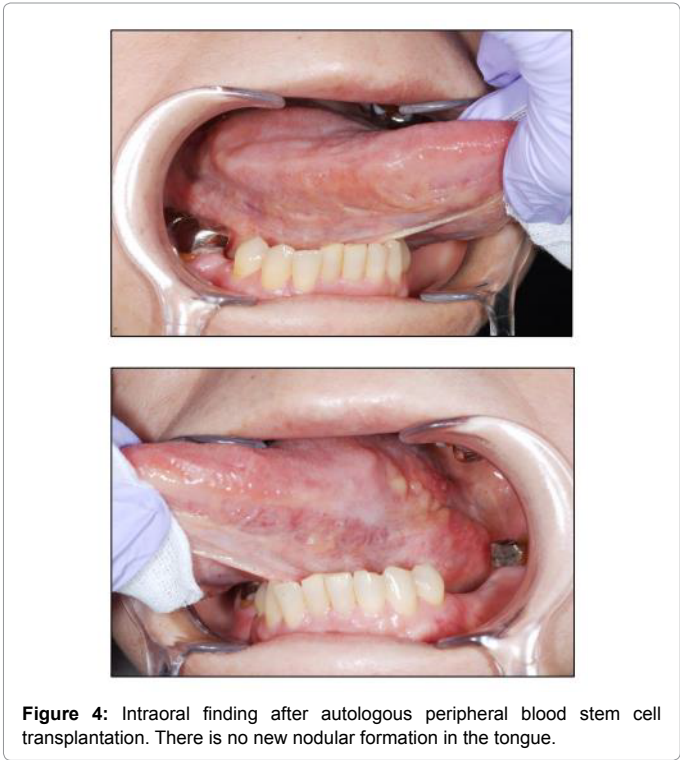 Figure 4: Intraoral finding after autologous peripheral blood stem cell
transplantation. There is no new nodular formation in the tongue.